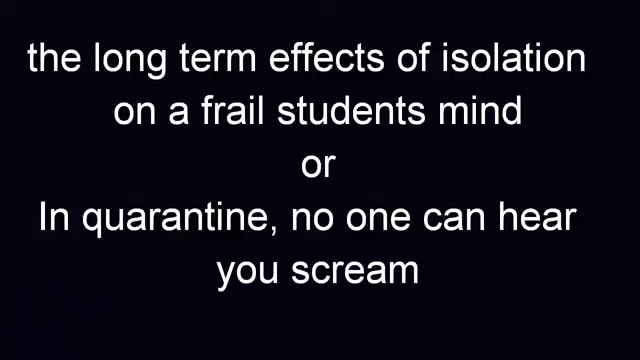 the long term effects of isolation
on a frail students mind
or
In quarantine, no one can hear
you scream